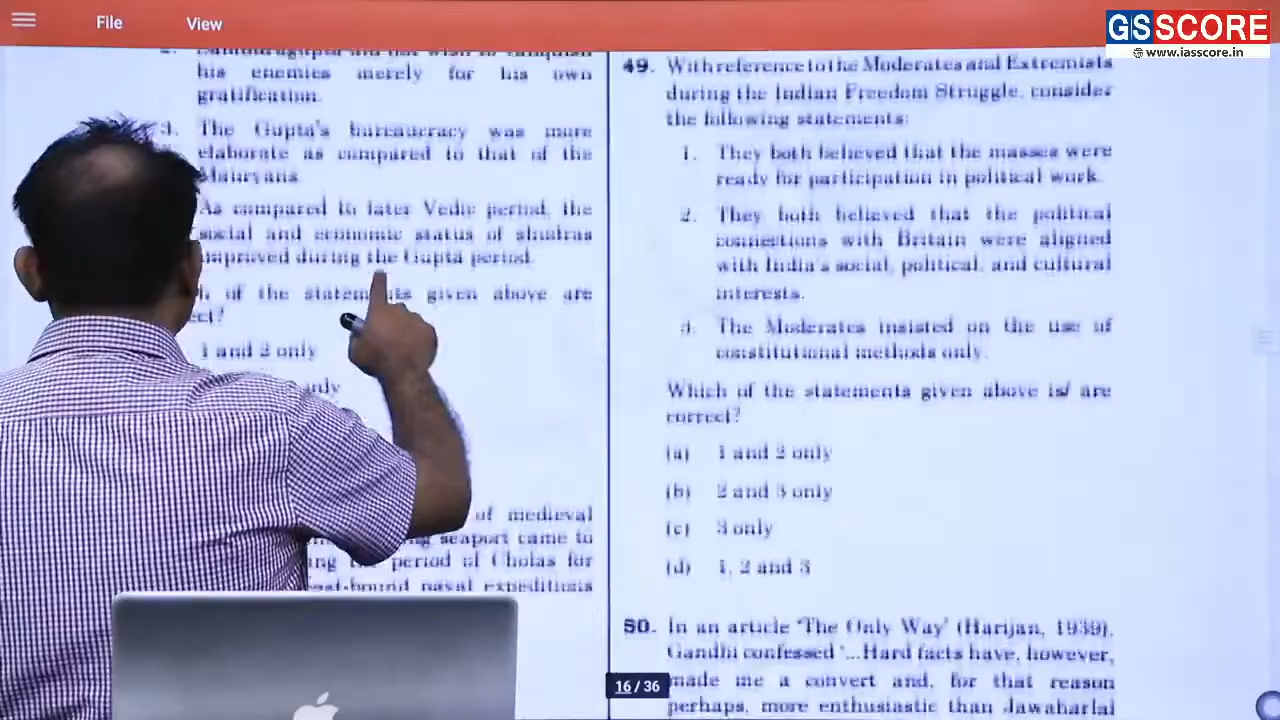 File View
GSSCORE
www.iasscore.in
his enemies merely for his own
gratification.
3. The Gupta's bureaucracy was more
elaborate as compared to that of the
Mauryans.
As compared to later Vedic period, the
social and economic status of shudras
improved during the Gupta period.
of the statements given above are
1 and 2 only
only
of medieval
seaport came to
period of Cholas for
naval expeditions
49. With reference to the Moderates and Extremists
during the Indian Freedom Struggle, consider
the following statements:
1. They both believed that the masses were
ready for participation in political work.
2. They both believed that the political
connections with Britain were aligned
with India's social, political, and cultural
interests.
3. The Moderates insisted on the use of
constitutional methods only.
Which of the statements given above is/ are
correct?
(a) 1 and 2 only
(b) 2 and 3 only
(c) 3 only
(d) 1, 2 and 3
50. In an article 'The Only Way' (Harijan, 1939),
Gandhi confessed '...Hard facts have, however,
made me a convert and, for that reason
perhaps, more enthusiastic than Jawaharlal
16 / 36